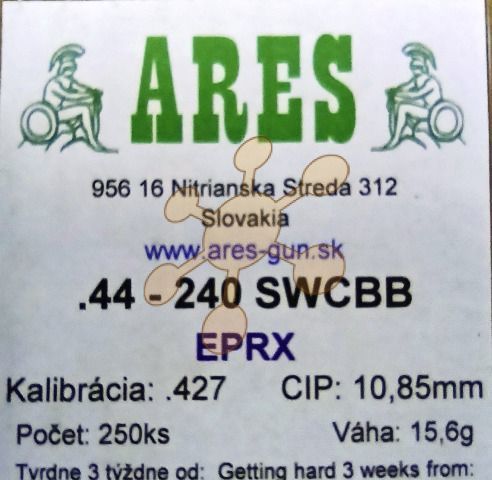 ARES
956 16 Nitrianska Streda 312
Slovakia
www.ares-gun.sk
.44 - 240 SWCBB
EPRX
Kalibrácia: .427 CIP: 10,85mm
Počet: 250ks Váha: 15,6g
Tvrdne 3 týždne od: Getting hard 3 weeks from: